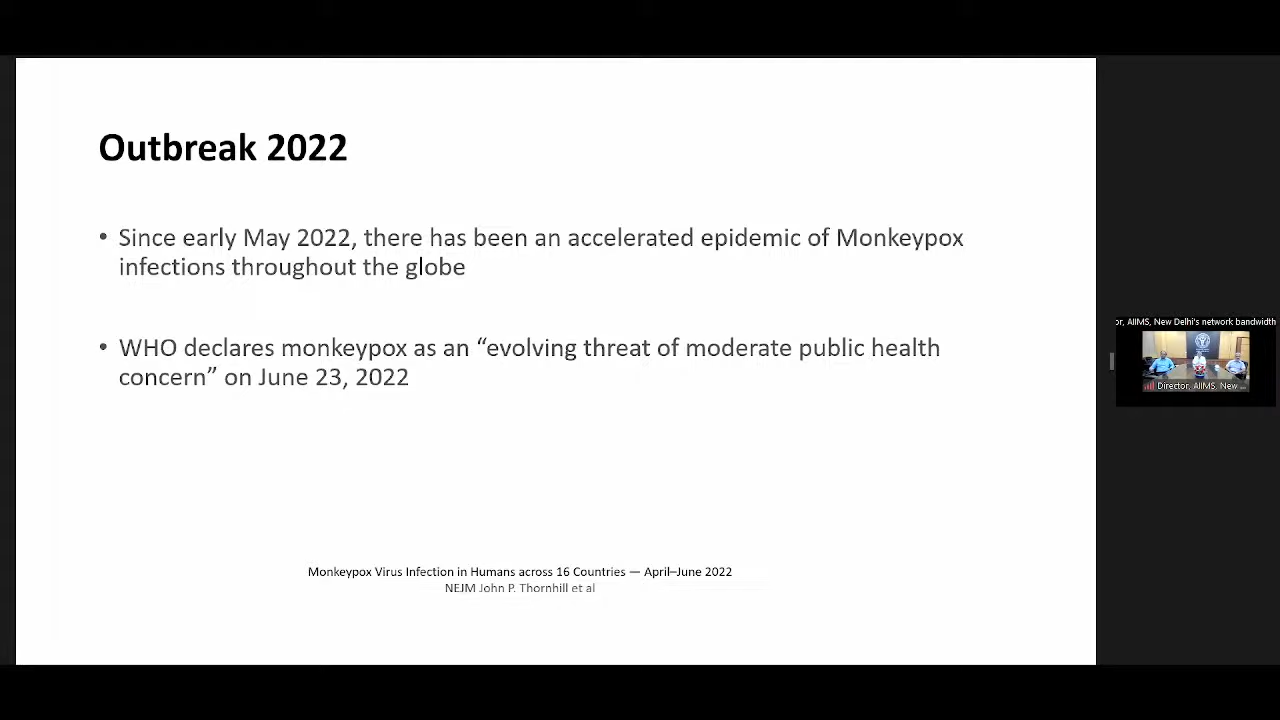 Outbreak 2022
• Since early May 2022, there has been an accelerated epidemic of Monkeypox
infections throughout the globe
• WHO declares monkeypox as an “evolving threat of moderate public health
concern” on June 23, 2022
Monkeypox Virus Infection in Humans across 16 Countries — April–June 2022
NEJM John P. Thornhill et al
or, AIIMS, New Delhi's network bandwidth
Director, AIIMS, New ...